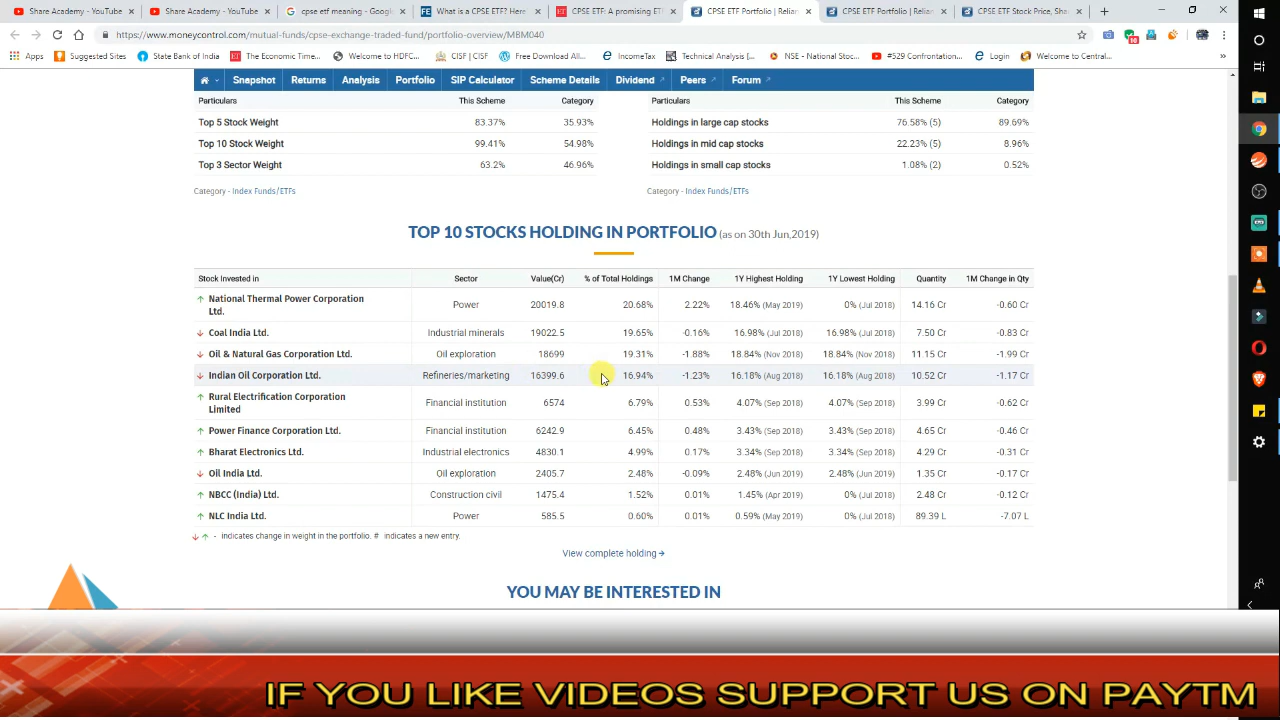 Share Academy - YouTube
Share Academy - YouTube
cpse etf meaning - Google
What is a CPSE ETF? Here
CPSE ETF: A promising ETF
CPSE ETF Portfolio | Relian
CPSE ETF Portfolio | Relian
CPSE ETF Stock Price, Sha
https://www.moneycontrol.com/mutual-funds/cpse-exchange-traded-fund/portfolio-overview/MBM040
Apps Suggested Sites State Bank of India The Economic Time... Welcome to HDFC... CISF | CISF Free Download All... IncomeTax Technical Analysis [... NSE - National Stoc... #529 Confrontation... Login Welcome to Central...
Snapshot Returns Analysis Portfolio SIP Calculator Scheme Details Dividend Peers Forum
Particulars This Scheme Category
Top 5 Stock Weight 83.37% 35.93%
Top 10 Stock Weight 99.41% 54.98%
Top 3 Sector Weight 63.2% 46.96%
Category - Index Funds/ETFs
Particulars This Scheme Category
Holdings in large cap stocks 76.58% (5) 89.69%
Holdings in mid cap stocks 22.23% (5) 8.96%
Holdings in small cap stocks 1.08% (2) 0.52%
Category - Index Funds/ETFs
TOP 10 STOCKS HOLDING IN PORTFOLIO (as on 30th Jun,2019)
Stock Invested in Sector Value(Cr) % of Total Holdings 1M Change 1Y Highest Holding 1Y Lowest Holding Quantity 1M Change in Qty
National Thermal Power Corporation
Ltd. Power 20019.8 20.68% 2.22% 18.46% (May 2019) 0% (Jul 2018) 14.16 Cr -0.60 Cr
Coal India Ltd. Industrial minerals 19022.5 19.65% -0.16% 16.98% (Jul 2018) 16.98% (Jul 2018) 7.50 Cr -0.83 Cr
Oil & Natural Gas Corporation Ltd. Oil exploration 18699 19.31% -1.88% 18.84% (Nov 2018) 18.84% (Nov 2018) 11.15 Cr -1.99 Cr
Indian Oil Corporation Ltd. Refineries/marketing 16399.6 16.94% -1.23% 16.18% (Aug 2018) 16.18% (Aug 2018) 10.52 Cr -1.17 Cr
Rural Electrification Corporation
Limited Financial institution 6574 6.79% 0.53% 4.07% (Sep 2018) 4.07% (Sep 2018) 3.99 Cr -0.62 Cr
Power Finance Corporation Ltd. Financial institution 6242.9 6.45% 0.48% 3.43% (Sep 2018) 3.43% (Sep 2018) 4.65 Cr -0.46 Cr
Bharat Electronics Ltd. Industrial electronics 4830.1 4.99% 0.17% 3.34% (Sep 2018) 3.34% (Sep 2018) 4.29 Cr -0.31 Cr
Oil India Ltd. Oil exploration 2405.7 2.48% -0.09% 2.48% (Jun 2019) 2.48% (Jun 2019) 1.35 Cr -0.17 Cr
NBCC (India) Ltd. Construction civil 1475.4 1.52% 0.01% 1.45% (Apr 2019) 0% (Jul 2018) 2.48 Cr -0.12 Cr
NLC India Ltd. Power 585.5 0.60% 0.01% 0.59% (May 2019) 0% (Jul 2018) 89.39 L -7.07 L
- indicates change in weight in the portfolio. # indicates a new entry.
View complete holding
YOU MAY BE INTERESTED IN
IF YOU LIKE VIDEOS SUPPORT US ON PAYTM